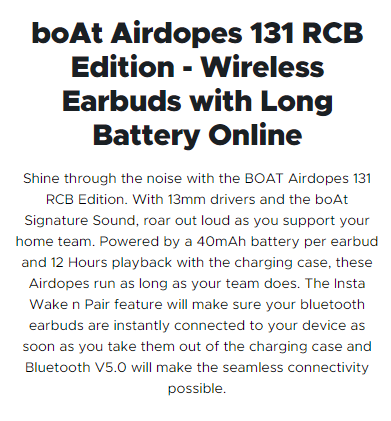 boAt Airdopes 131 RCB
Edition - Wireless
Earbuds with Long
Battery Online
Shine through the noise with the BOAT Airdopes 131
RCB Edition. With 13mm drivers and the boAt
Signature Sound, roar out loud as you support your
home team. Powered by a 40mAh battery per earbud
and 12 Hours playback with the charging case, these
Airdopes run as long as your team does. The Insta
Wake n Pair feature will make sure your bluetooth
earbuds are instantly connected to your device as
soon as you take them out of the charging case and
Bluetooth V5.0 will make the seamless connectivity
possible.